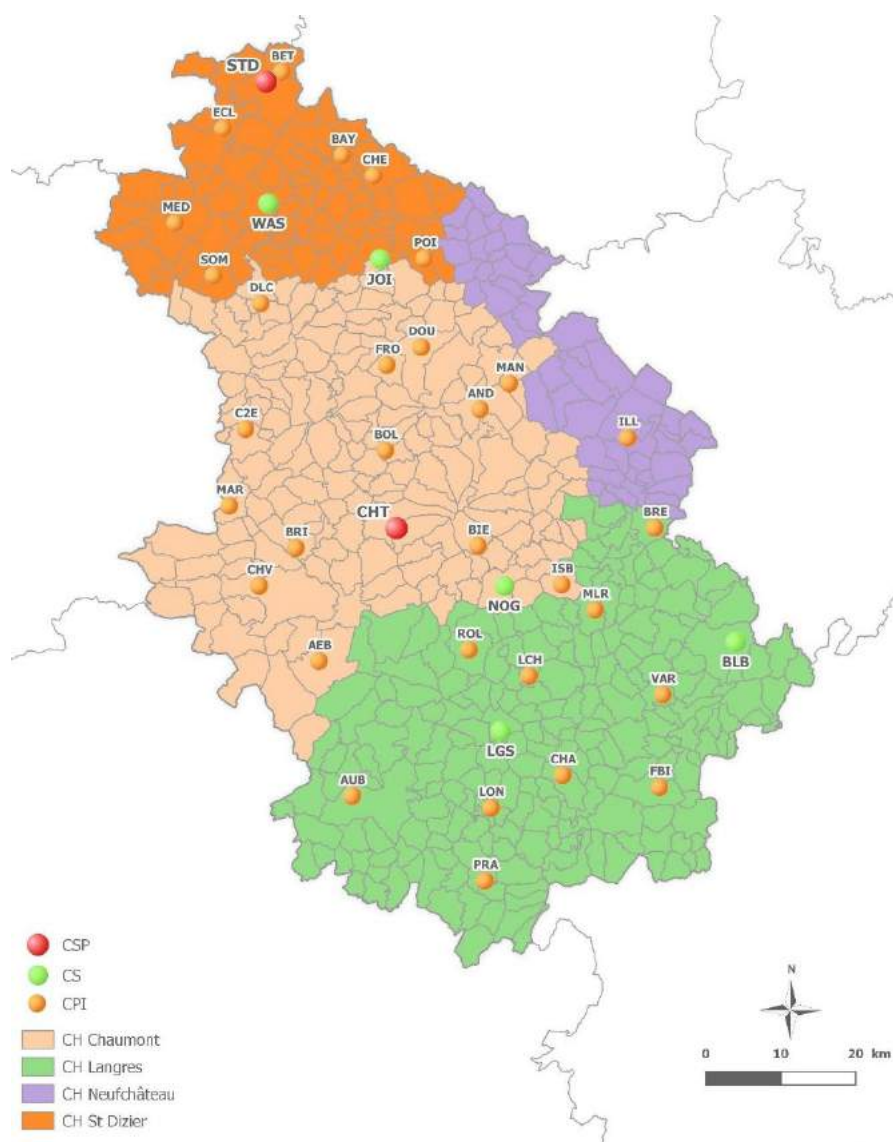 BET
STD
ECL
BAY
CHE
MED
WAS
POI
SOM
JOI
DLC
DOU
FRO
MAN
AND
C2E
ILL
BOL
MAR
CHT
BRE
BRI
BIE
CHV
ISB
NOG
MLR
AEB
ROL
LCH
BLB
VAR
LGS
CHA
FBI
AUB
LON
PRA
CSP
CS
CPI
CH Chaumont
CH Langres
CH Neufchâteau
CH St Dizier
N
0 10 20 km